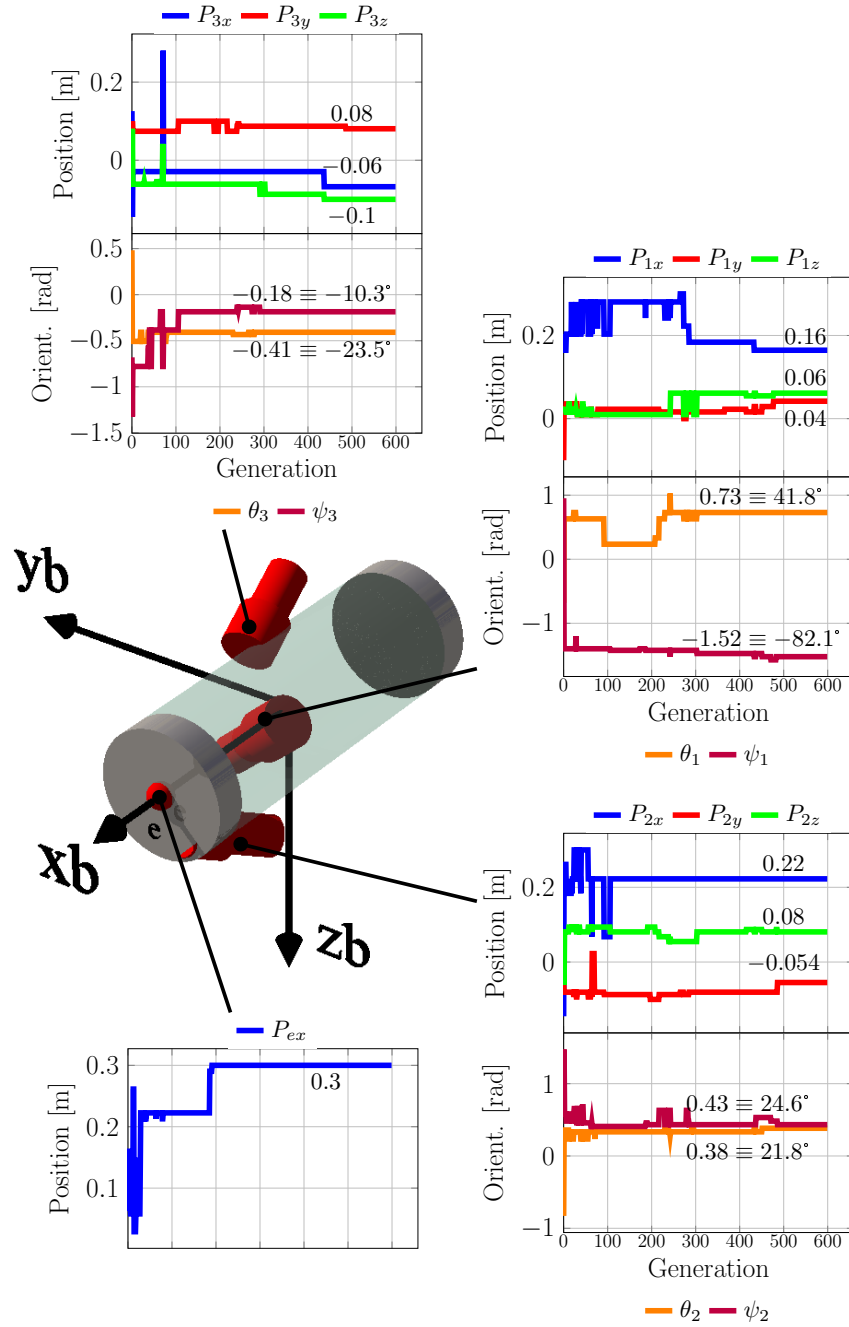 P3x P3y P3z
0.2
0
Position [m]
0.08
−0.06
−0.1
0.5
0
−0.5
−1
−1.5
Orient. [rad]
−0.18 ≡ −10.3°
−0.41 ≡ −23.5°
0 100 200 300 400 500 600
Generation
θ3 ψ3
P1x P1y P1z
0.2
0
Position [m]
0.16
0.06
0.04
1
0
−1
Orient. [rad]
0.73 ≡ 41.8°
−1.52 ≡ −82.1°
0 100 200 300 400 500 600
Generation
θ1 ψ1
yb
xb
zb
e
e
P2x P2y P2z
0.2
0
Position [m]
0.22
0.08
−0.054
1
0
−1
Orient. [rad]
0.43 ≡ 24.6°
0.38 ≡ 21.8°
0 100 200 300 400 500 600
Generation
θ2 ψ2
Pex
0.3
0.2
0.1
Position [m]
0.3